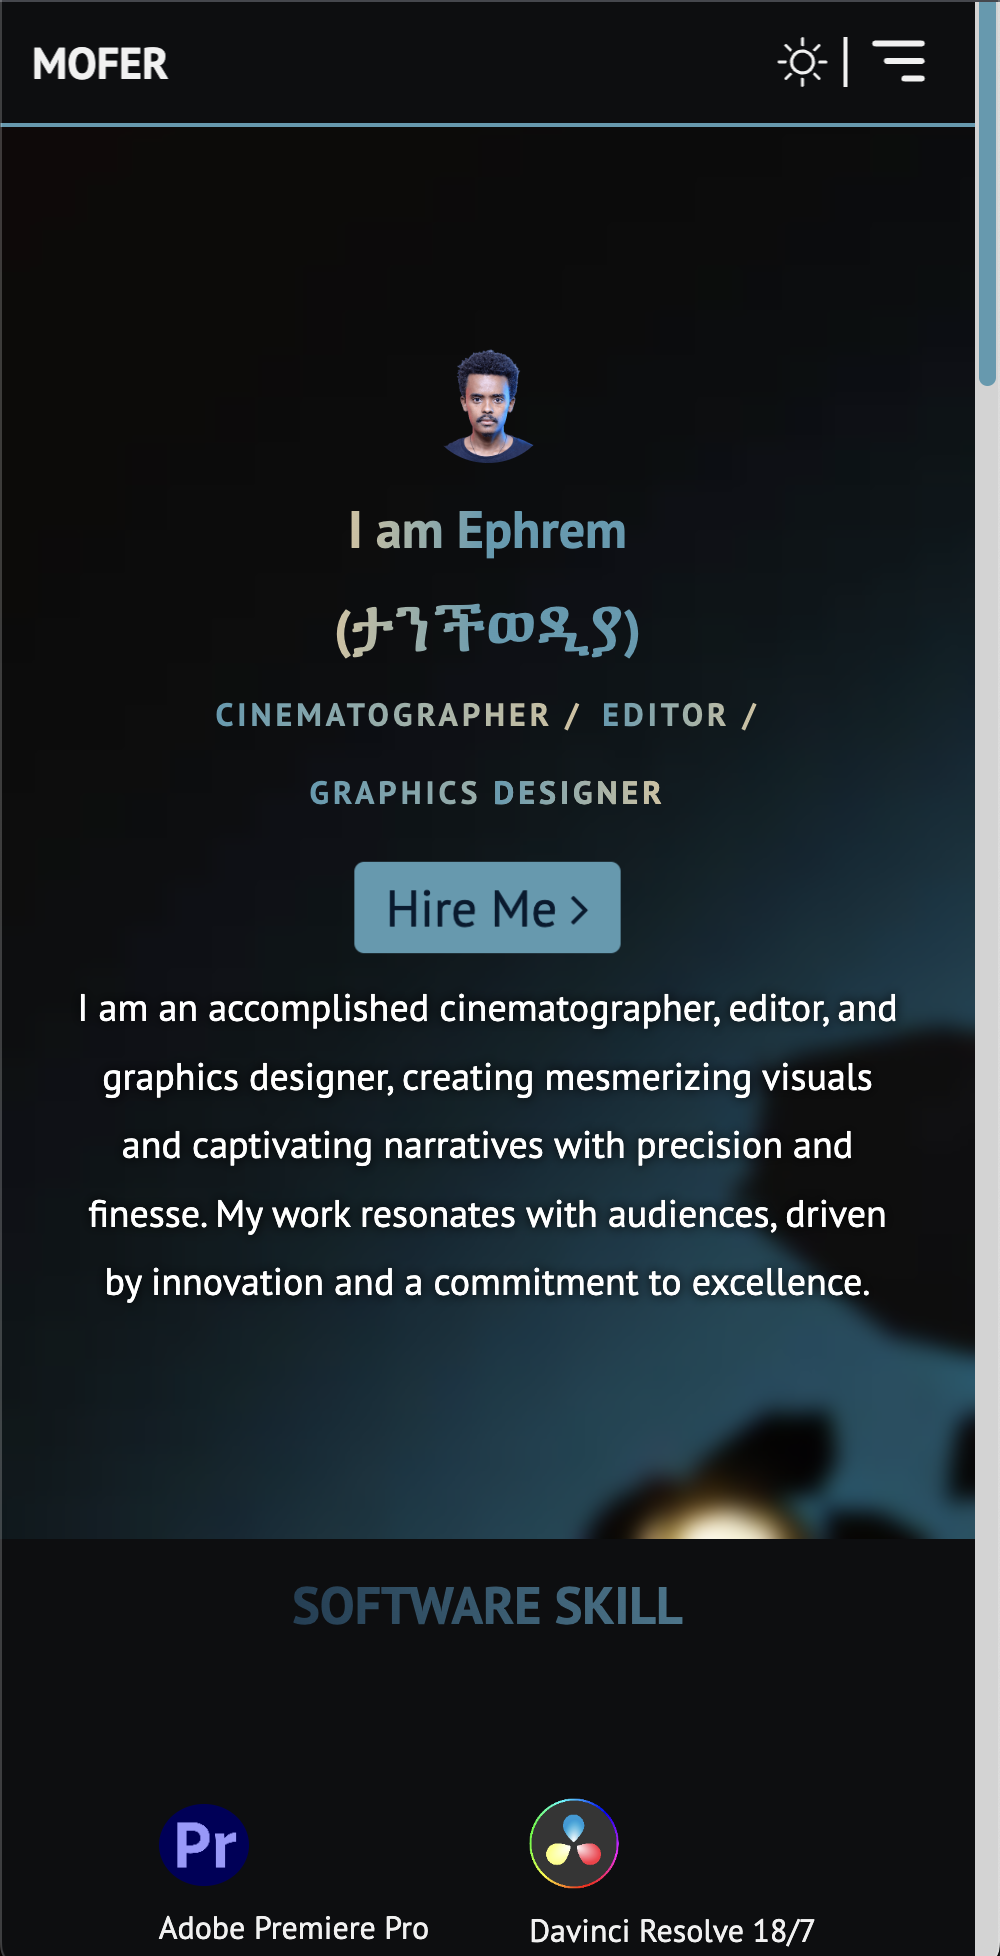 MOFER
I am Ephrem
(ታንችወዲያ)
CINEMATOGRAPHER / EDITOR /
GRAPHICS DESIGNER
Hire Me >
I am an accomplished cinematographer, editor, and
graphics designer, creating mesmerizing visuals
and captivating narratives with precision and
finesse. My work resonates with audiences, driven
by innovation and a commitment to excellence.
SOFTWARE SKILL
Pr
Adobe Premiere Pro
Davinci Resolve 18/7